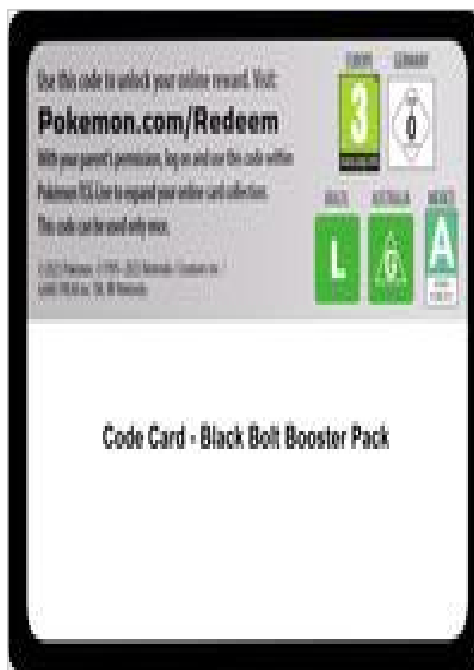 Use this code to unlock your online reward. Visit:
Pokemon.com/Redeem
With your parent's permission, log on and use this code within
Pokémon TCG Live to expand your online card collection.
This code can be used only once.
EUROPE GERMANY
3
0
BRAZIL AUSTRALIA MEXICO
L G A
Code Card - Black Bolt Booster Pack